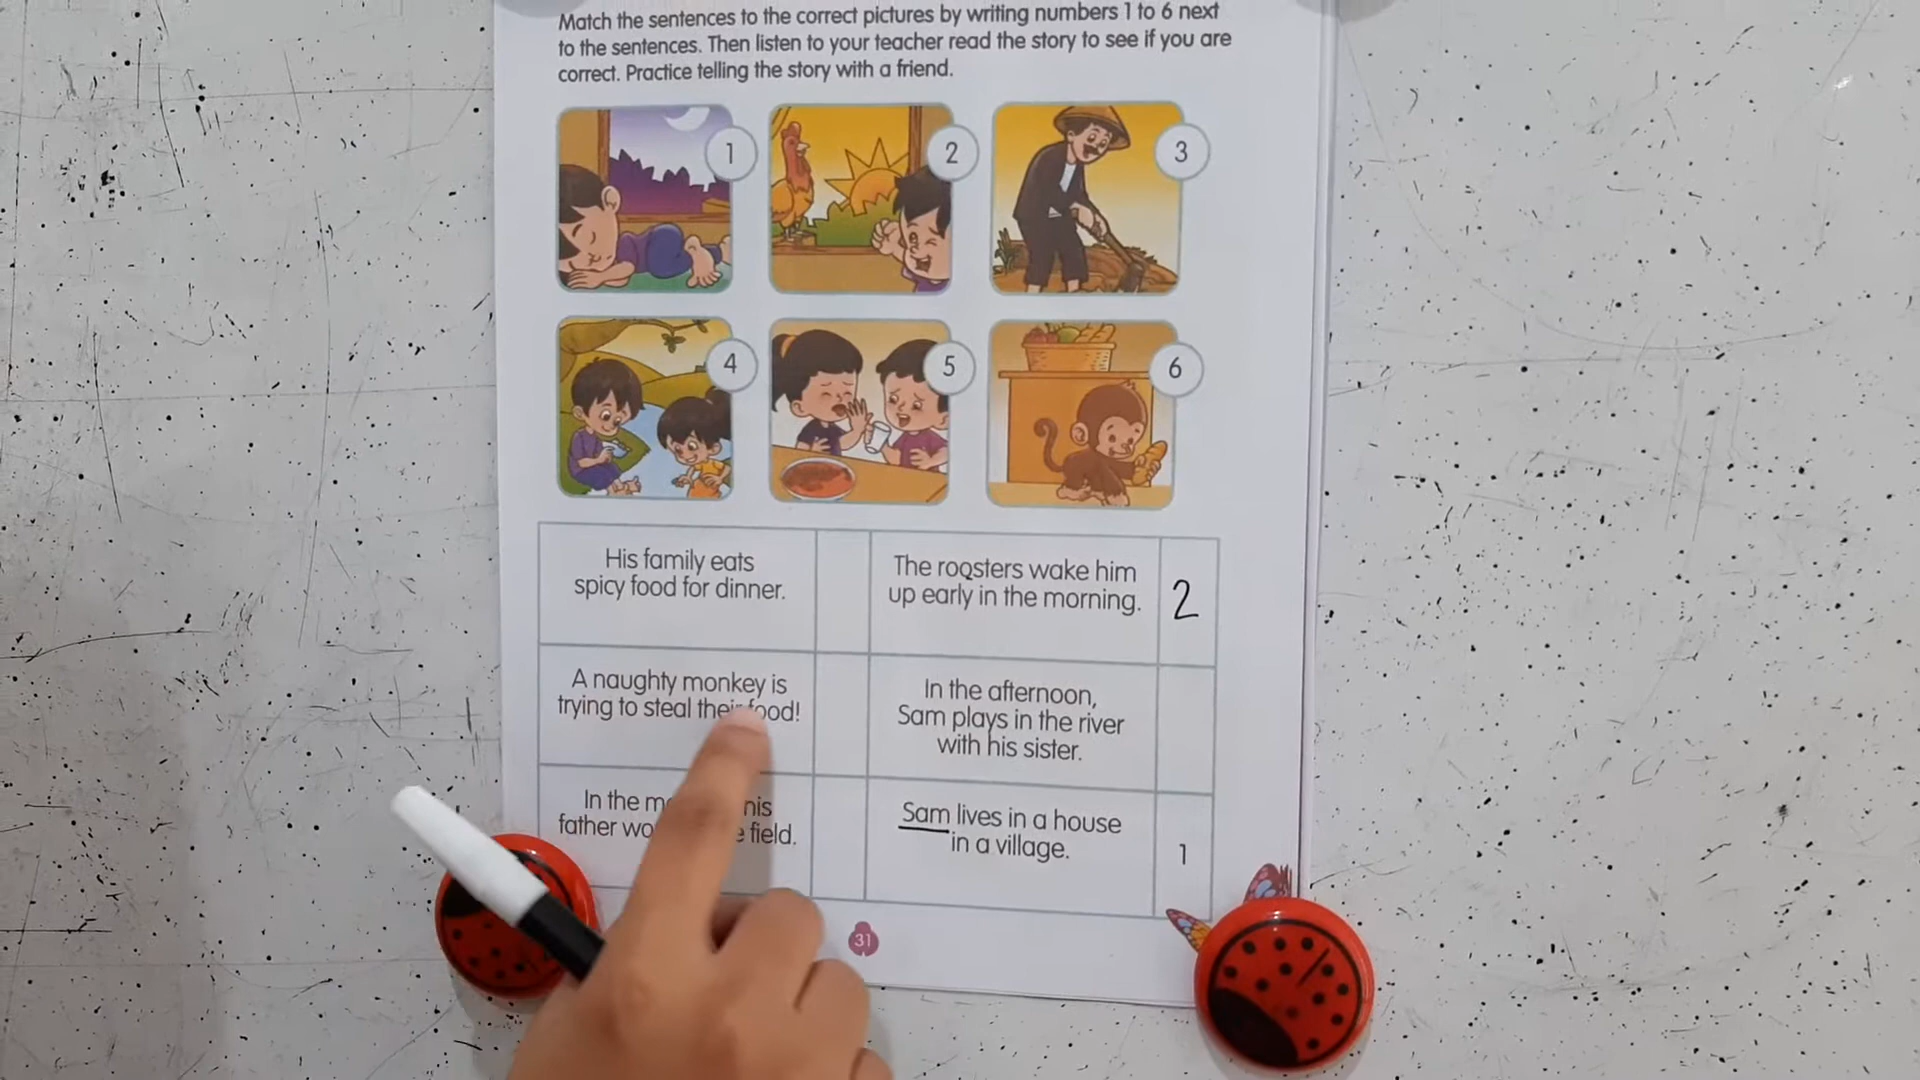 Match the sentences to the correct pictures by writing numbers 1 to 6 next
to the sentences. Then listen to your teacher read the story to see if you are
correct. Practice telling the story with a friend.
1
2
3
4
5
6
His family eats
spicy food for dinner.
The roosters wake him
up early in the morning.
2
A naughty monkey is
trying to steal their food!
In the afternoon,
Sam plays in the river
with his sister.
In the his
father field.
Sam lives in a house
in a village.
1
31